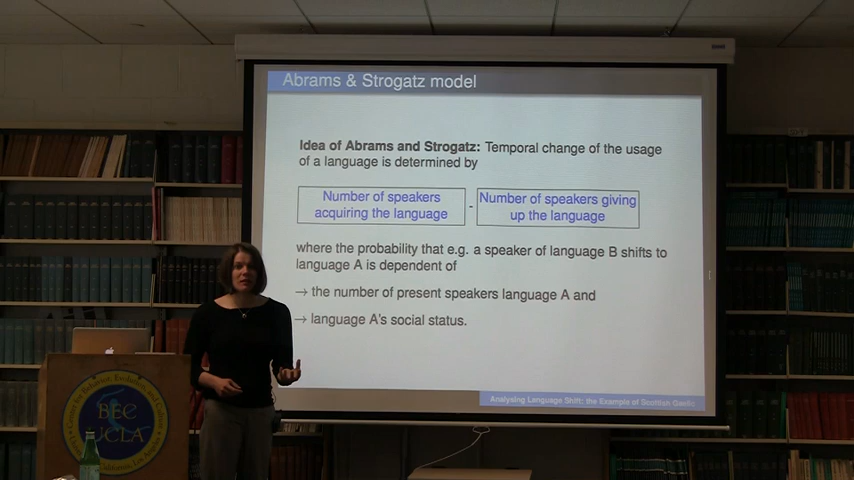 Abrams & Strogatz model
Idea of Abrams and Strogatz: Temporal change of the usage
of a language is determined by
Number of speakers
acquiring the language
-
Number of speakers giving
up the language
where the probability that e.g. a speaker of language B shifts to
language A is dependent of
→ the number of present speakers language A and
→ language A's social status.
Analysing Language Shift: the Example of Scottish Gaelic
BEC
UCLA